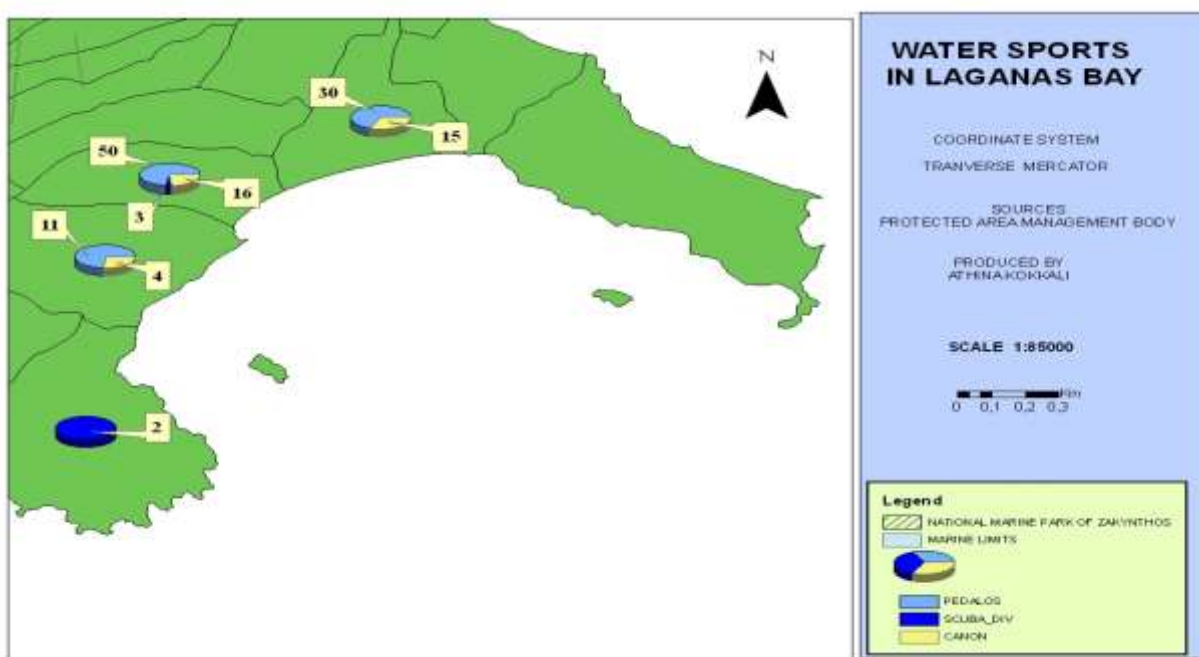 N
30
15
50
16
3
11
4
2
WATER SPORTS
IN LAGANAS BAY
COORDINATE SYSTEM
TRANVERSE MERCATOR
SOURCES
PROTECTED AREA MANAGEMENT BODY
PRODUCED BY
ATHINA KOKKALI
SCALE 1:85000
Km
0 0,1 0,2 0,3
Legend
NATIONAL MARINE PARK OF ZAKYNTHOS
MARINE LIMITS
PEDALOS
SCUBA_DIV
CANON